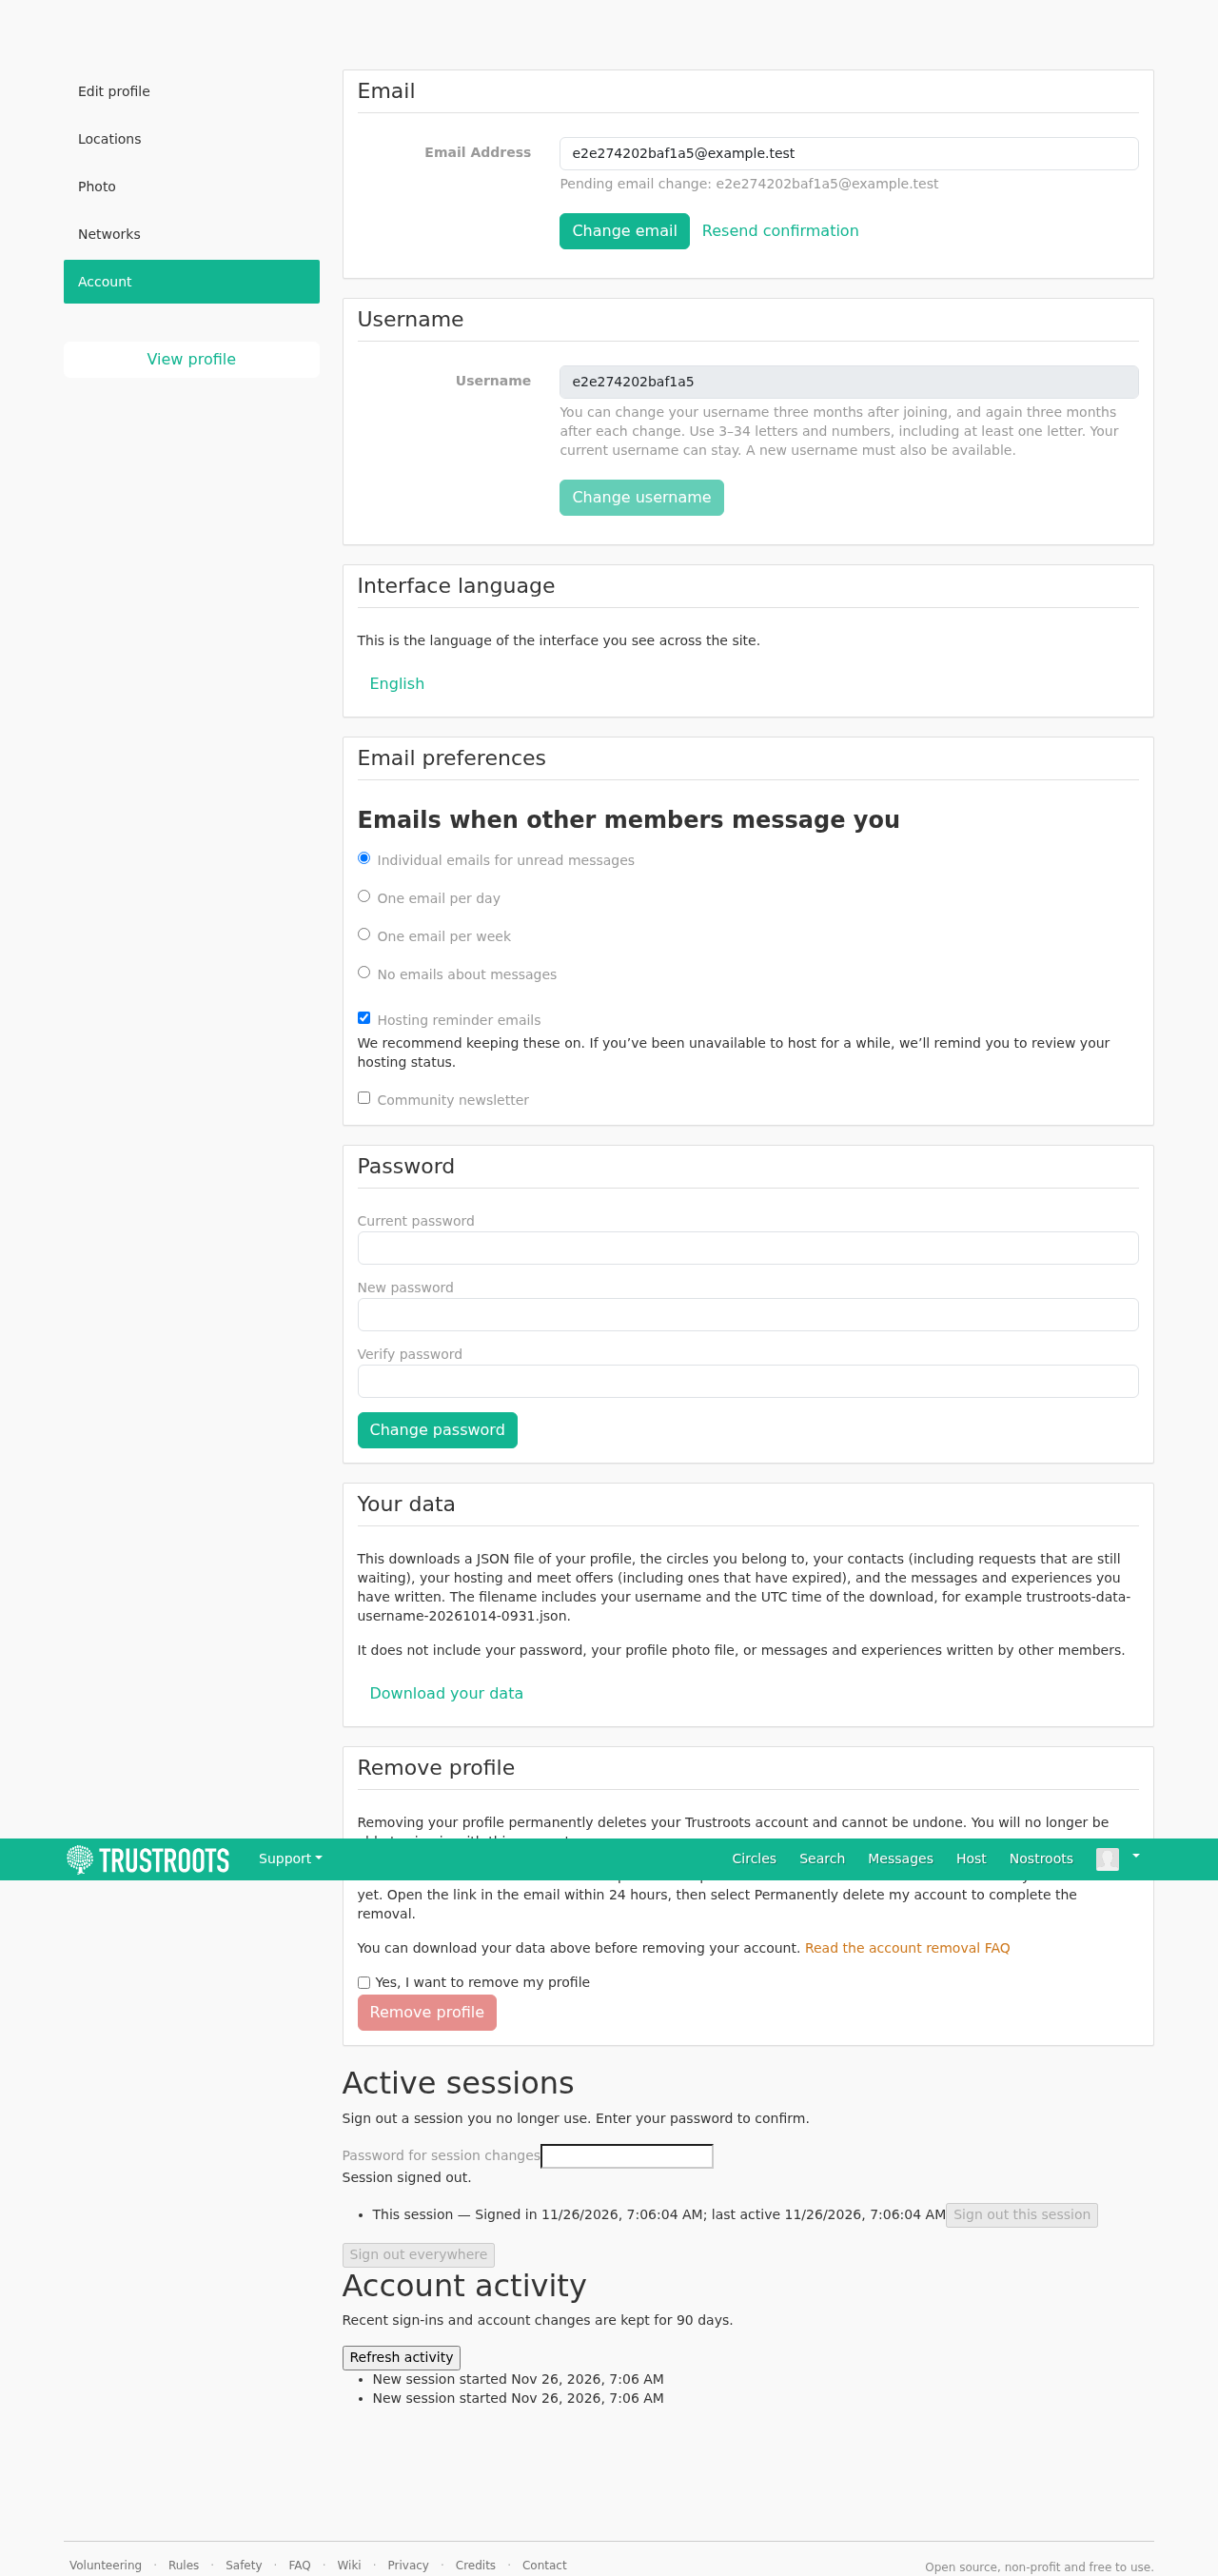 Edit profile
Locations
Photo
Networks
Account
View profile
Email
Email Address
e2e274202baf1a5@example.test
Pending email change: e2e274202baf1a5@example.test
Change email
Resend confirmation
Username
Username
e2e274202baf1a5
You can change your username three months after joining, and again three months
after each change. Use 3–34 letters and numbers, including at least one letter. Your
current username can stay. A new username must also be available.
Change username
Interface language
This is the language of the interface you see across the site.
English
Email preferences
Emails when other members message you
Individual emails for unread messages
One email per day
One email per week
No emails about messages
Hosting reminder emails
We recommend keeping these on. If you’ve been unavailable to host for a while, we’ll remind you to review your
hosting status.
Community newsletter
Password
Current password
New password
Verify password
Change password
Your data
This downloads a JSON file of your profile, the circles you belong to, your contacts (including requests that are still
waiting), your hosting and meet offers (including ones that have expired), and the messages and experiences you
have written. The filename includes your username and the UTC time of the download, for example trustroots-data-
username-20261014-0931.json.
It does not include your password, your profile photo file, or messages and experiences written by other members.
Download your data
Remove profile
Removing your profile permanently deletes your Trustroots account and cannot be undone. You will no longer be
TRUSTROOTS
Support
Circles
Search
Messages
Host
Nostroots
yet. Open the link in the email within 24 hours, then select Permanently delete my account to complete the
removal.
You can download your data above before removing your account. Read the account removal FAQ
Yes, I want to remove my profile
Remove profile
Active sessions
Sign out a session you no longer use. Enter your password to confirm.
Password for session changes
Session signed out.
• This session — Signed in 11/26/2026, 7:06:04 AM; last active 11/26/2026, 7:06:04 AM
Sign out this session
Sign out everywhere
Account activity
Recent sign-ins and account changes are kept for 90 days.
Refresh activity
• New session started Nov 26, 2026, 7:06 AM
• New session started Nov 26, 2026, 7:06 AM
Volunteering · Rules · Safety · FAQ · Wiki · Privacy · Credits · Contact
Open source, non-profit and free to use.